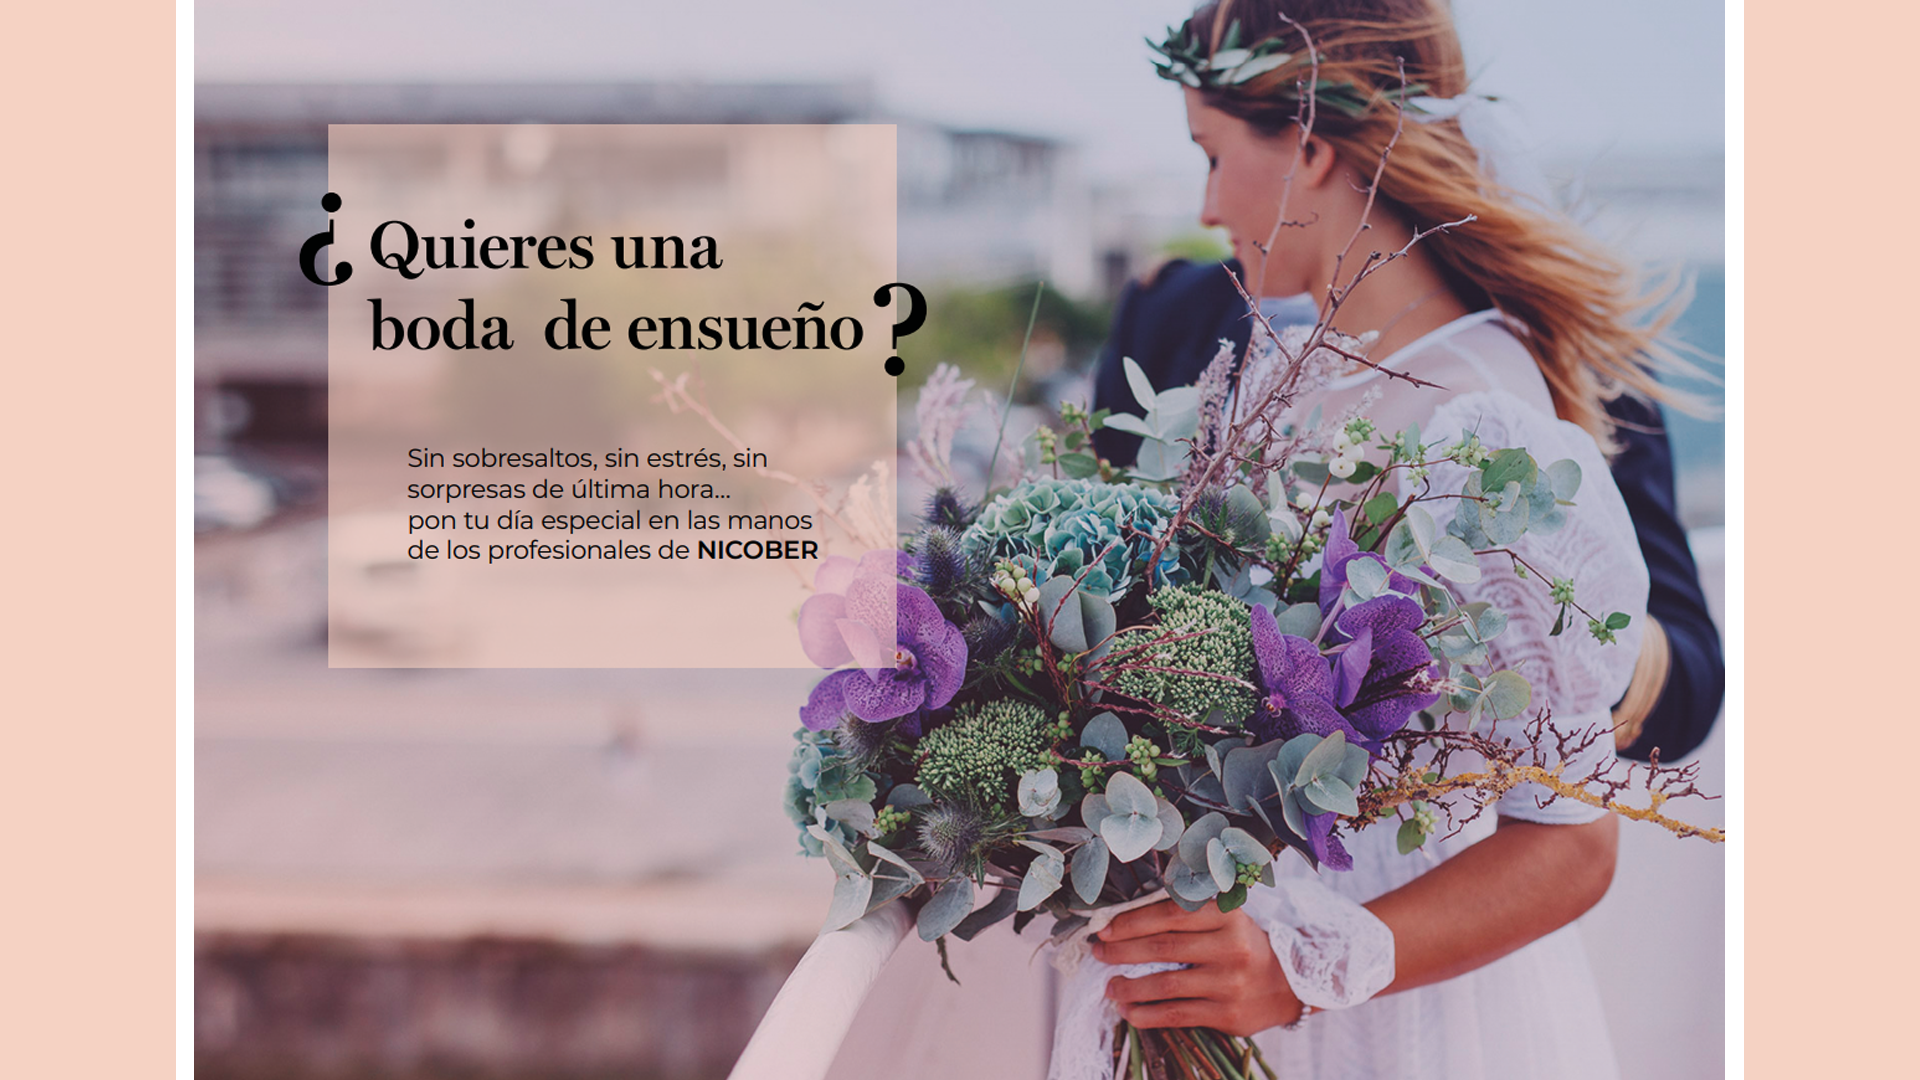 ¿Quieres una
boda de ensueño?
Sin sobresaltos, sin estrés, sin
sorpresas de última hora...
pon tu día especial en las manos
de los profesionales de NICOBER